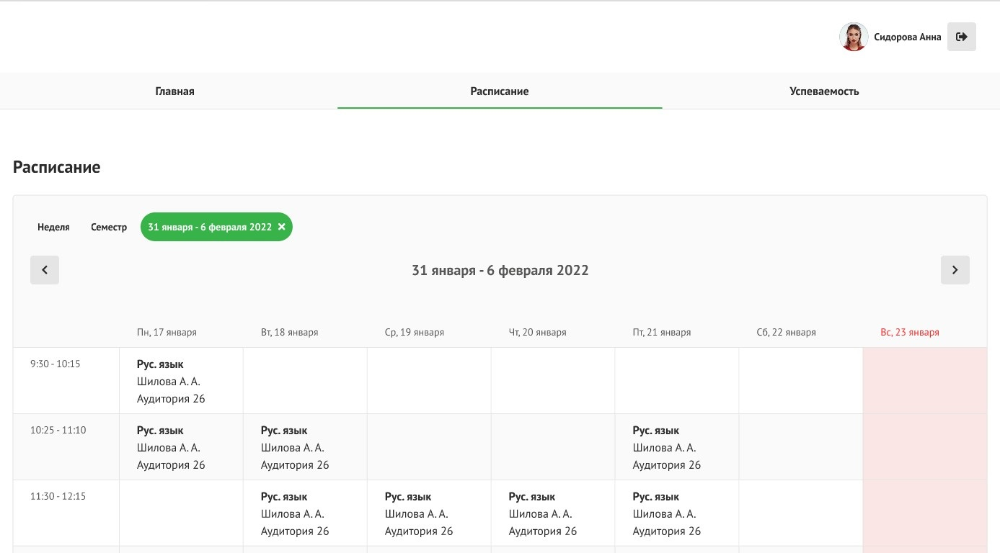 Сидорова Анна
Главная Расписание Успеваемость
Расписание
Неделя Семестр 31 января - 6 февраля 2022
31 января - 6 февраля 2022
Пн, 17 января Вт, 18 января Ср, 19 января Чт, 20 января Пт, 21 января Сб, 22 января Вс, 23 января
9:30 - 10:15 Рус. язык
Шилова А. А.
Аудитория 26
10:25 - 11:10 Рус. язык Рус. язык Рус. язык
Шилова А. А. Шилова А. А. Шилова А. А.
Аудитория 26 Аудитория 26 Аудитория 26
11:30 - 12:15 Рус. язык Рус. язык Рус. язык Рус. язык
Шилова А. А. Шилова А. А. Шилова А. А. Шилова А. А.
Аудитория 26 Аудитория 26 Аудитория 26 Аудитория 26